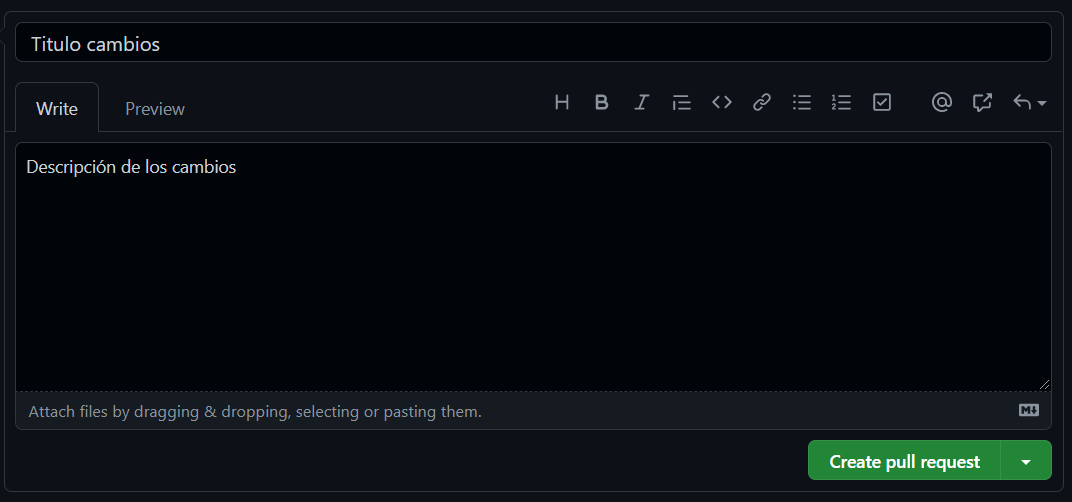 Titulo cambios
Write Preview
Descripción de los cambios
Attach files by dragging & dropping, selecting or pasting them.
Create pull request